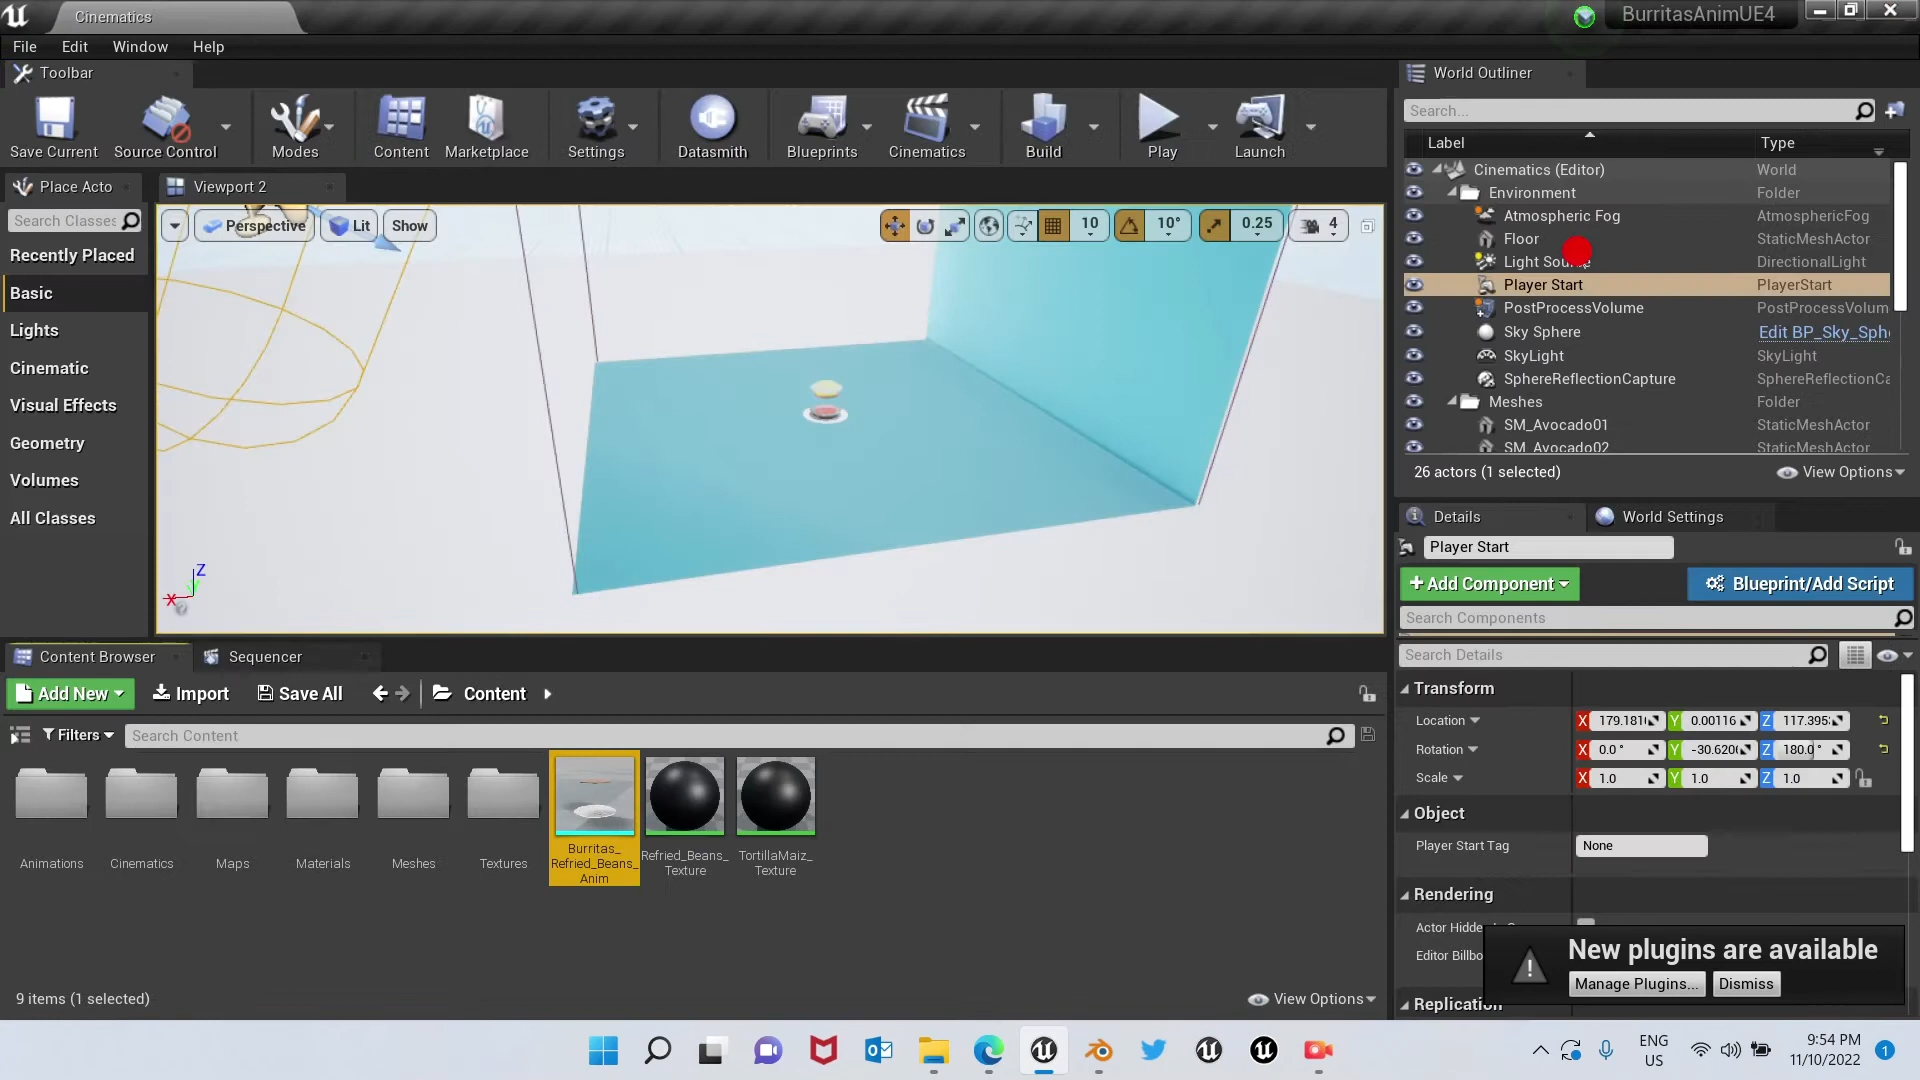 Cinematics
BurritasAnimUE4
File Edit Window Help
Toolbar
World Outliner
Save Current
Source Control
Modes
Content
Marketplace
Settings
Datasmith
Blueprints
Cinematics
Build
Play
Launch
Search...
Label Type
Place Acto
Viewport 2
Search Classes
Recently Placed
Basic
Lights
Cinematic
Visual Effects
Geometry
Volumes
All Classes
Perspective Lit Show
10 10° 0.25 4
X Z
Cinematics (Editor) World
Environment Folder
Atmospheric Fog AtmosphericFog
Floor StaticMeshActor
Light DirectionalLight
Player Start PlayerStart
PostProcessVolume PostProcessVolum
Sky Sphere Edit BP_Sky_Sph
SkyLight SkyLight
SphereReflectionCapture SphereReflectionCa
Meshes Folder
SM_Avocado01 StaticMeshActor
SM_Avocado02 StaticMeshActor
26 actors (1 selected) View Options
Details World Settings
Player Start
+ Add Component Blueprint/Add Script
Search Components
Search Details
Transform
Location X 179.181 Y 0.00116 Z 117.395
Rotation X 0.0 ° Y -30.620 Z 180.0 °
Scale X 1.0 Y 1.0 Z 1.0
Object
Player Start Tag None
Rendering
Actor Hidde
Editor Billbo
Replication
New plugins are available
Manage Plugins... Dismiss
Content Browser Sequencer
Add New Import Save All Content
Filters Search Content
Animations
Cinematics
Maps
Materials
Meshes
Textures
Burritas_
Refried_Beans_
Anim
Refried_Beans_
Texture
TortillaMaiz_
Texture
9 items (1 selected) View Options
ENG
US
9:54 PM
11/10/2022
1